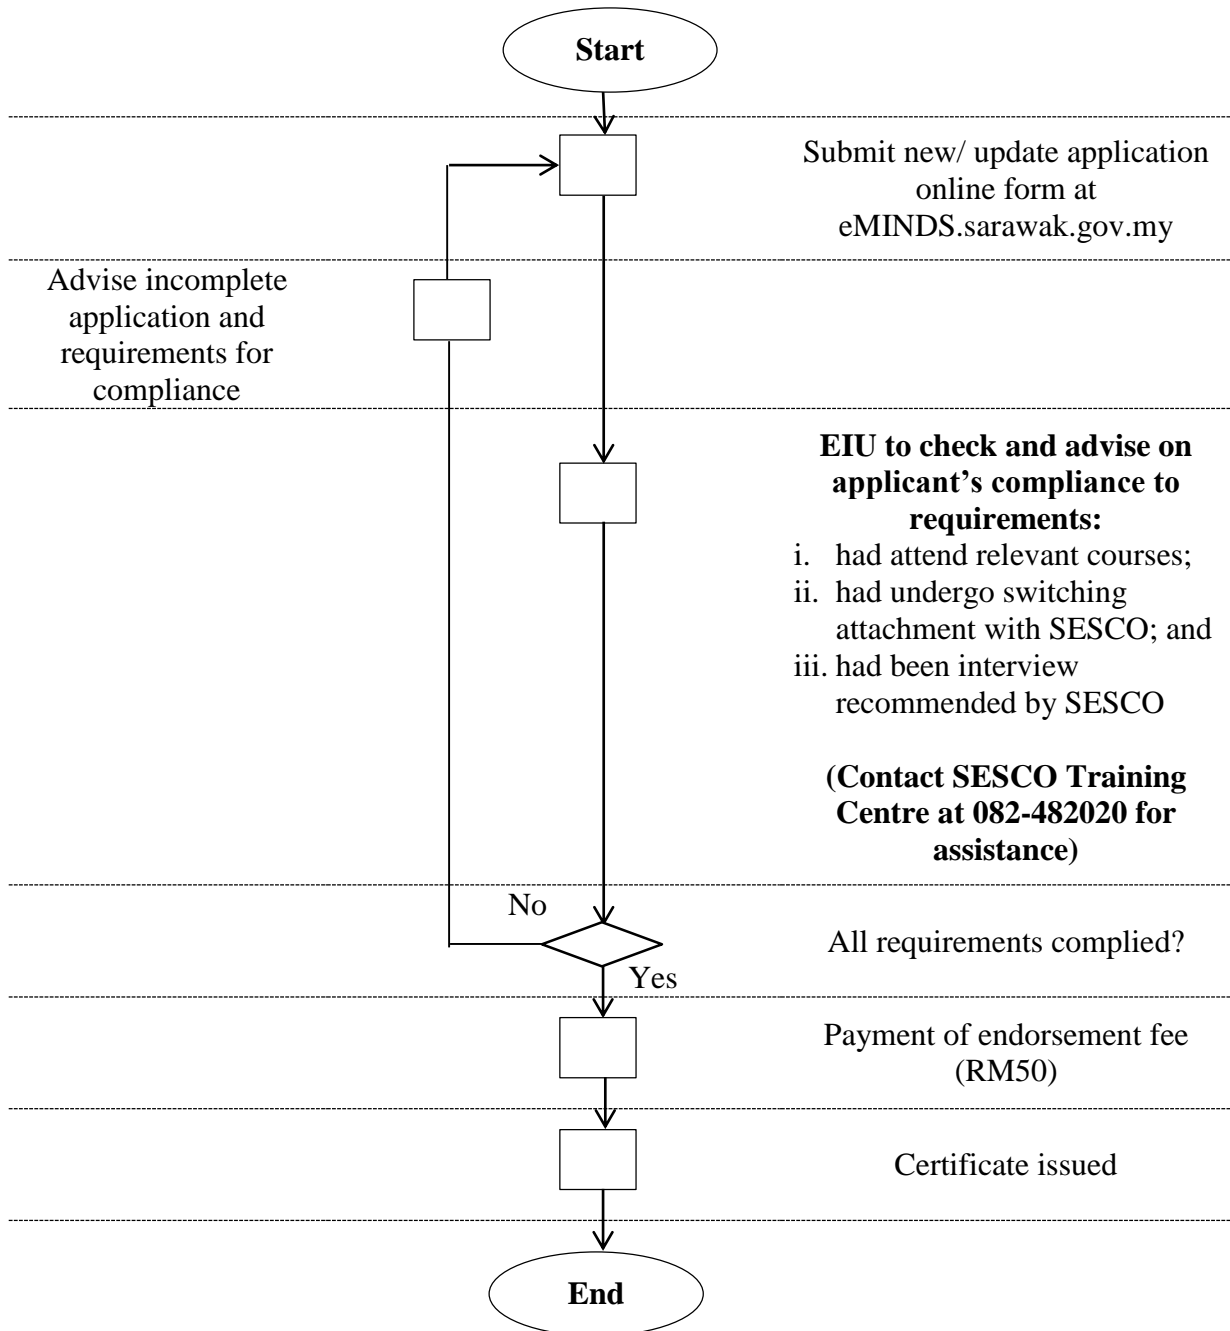 Start
Submit new/ update application
online form at
eMINDS.sarawak.gov.my
Advise incomplete
application and
requirements for
compliance
EIU to check and advise on
applicant’s compliance to
requirements:
i. had attend relevant courses;
ii. had undergo switching
attachment with SESCO; and
iii. had been interview
recommended by SESCO
(Contact SESCO Training
Centre at 082-482020 for
assistance)
No
All requirements complied?
Yes
Payment of endorsement fee
(RM50)
Certificate issued
End